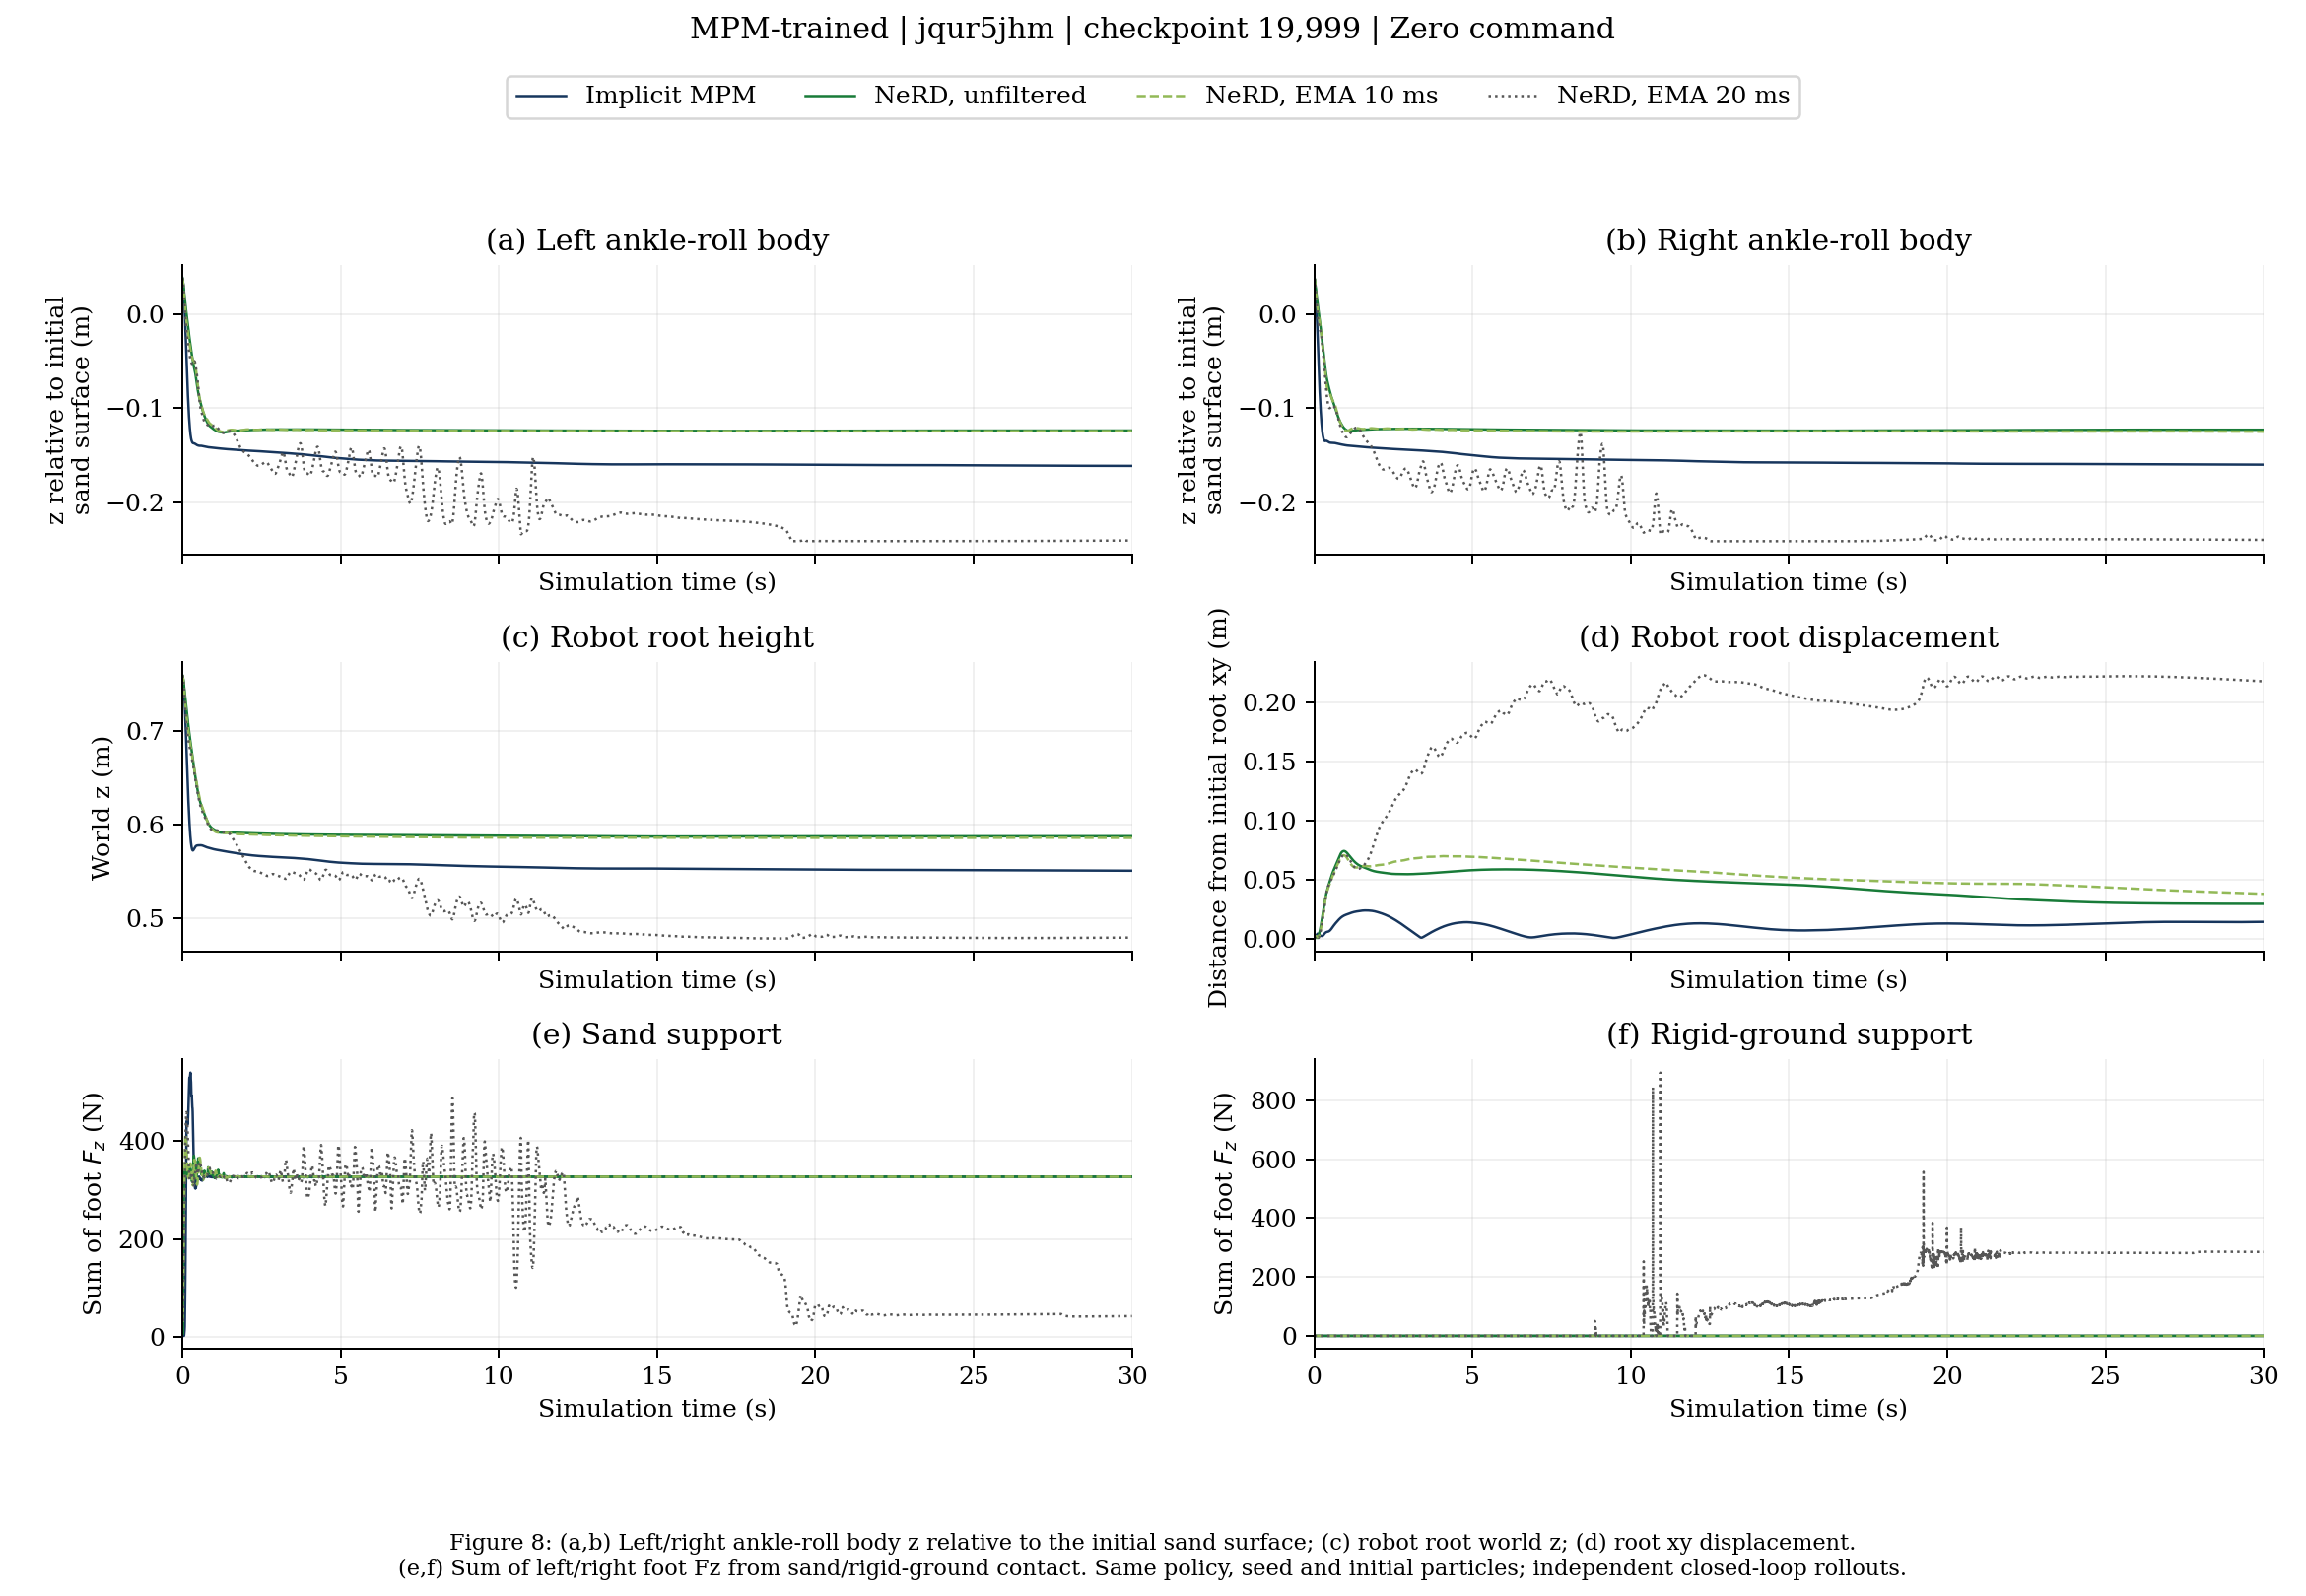 MPM-trained | jqur5jhm | checkpoint 19,999 | Zero command
Implicit MPM
NeRD, unfiltered
NeRD, EMA 10 ms
NeRD, EMA 20 ms
(a) Left ankle-roll body
z relative to initial
sand surface (m)
0.0
−0.1
−0.2
Simulation time (s)
(b) Right ankle-roll body
z relative to initial
sand surface (m)
0.0
−0.1
−0.2
Simulation time (s)
(c) Robot root height
World z (m)
0.7
0.6
0.5
Simulation time (s)
(d) Robot root displacement
Distance from initial root xy (m)
0.20
0.15
0.10
0.05
0.00
Simulation time (s)
(e) Sand support
Sum of foot F_z (N)
400
200
0
0 5 10 15 20 25 30
Simulation time (s)
(f) Rigid-ground support
Sum of foot F_z (N)
800
600
400
200
0
0 5 10 15 20 25 30
Simulation time (s)
Figure 8: (a,b) Left/right ankle-roll body z relative to the initial sand surface; (c) robot root world z; (d) root xy displacement.
(e,f) Sum of left/right foot Fz from sand/rigid-ground contact. Same policy, seed and initial particles; independent closed-loop rollouts.